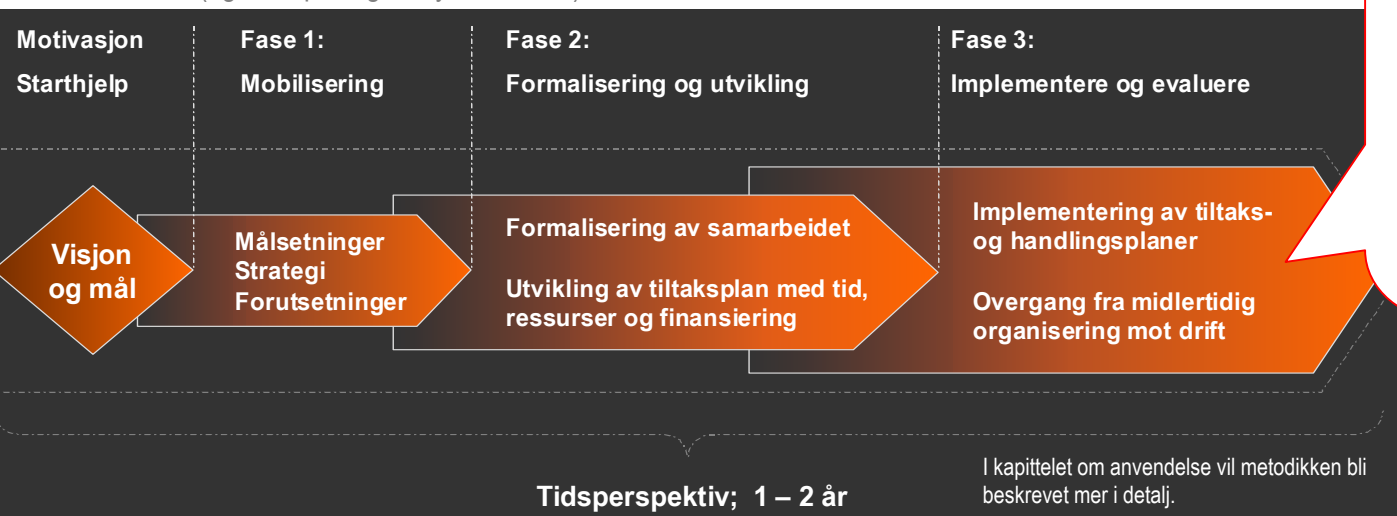 Motivasjon
Starthjelp
Fase 1:
Mobilisering
Fase 2:
Formalisering og utvikling
Fase 3:
Implementere og evaluere
Visjon
og mål
Målsetninger
Strategi
Forutsetninger
Formalisering av samarbeidet
Utvikling av tiltaksplan med tid,
ressurser og finansiering
Implementering av tiltaks-
og handlingsplaner
Overgang fra midlertidig
organisering mot drift
Tidsperspektiv; 1 – 2 år
I kapittelet om anvendelse vil metodikken bli
beskrevet mer i detalj.